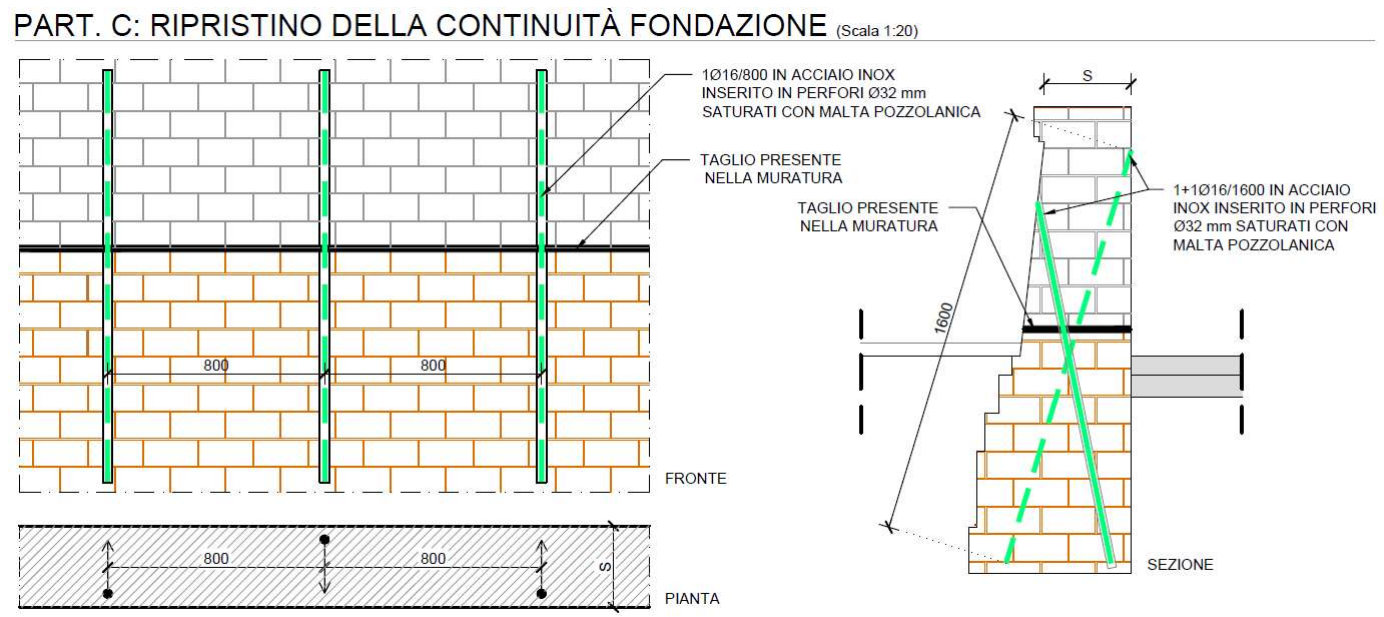 PART. C: RIPRISTINO DELLA CONTINUITÀ FONDAZIONE (Scala 1:20)
1Ø16/800 IN ACCIAIO INOX
INSERITO IN PERFORI Ø32 mm
SATURATI CON MALTA POZZOLANICA
TAGLIO PRESENTE
NELLA MURATURA
800
800
FRONTE
800
800
S
PIANTA
S
TAGLIO PRESENTE
NELLA MURATURA
1+1Ø16/1600 IN ACCIAIO
INOX INSERITO IN PERFORI
Ø32 mm SATURATI CON
MALTA POZZOLANICA
1600
SEZIONE